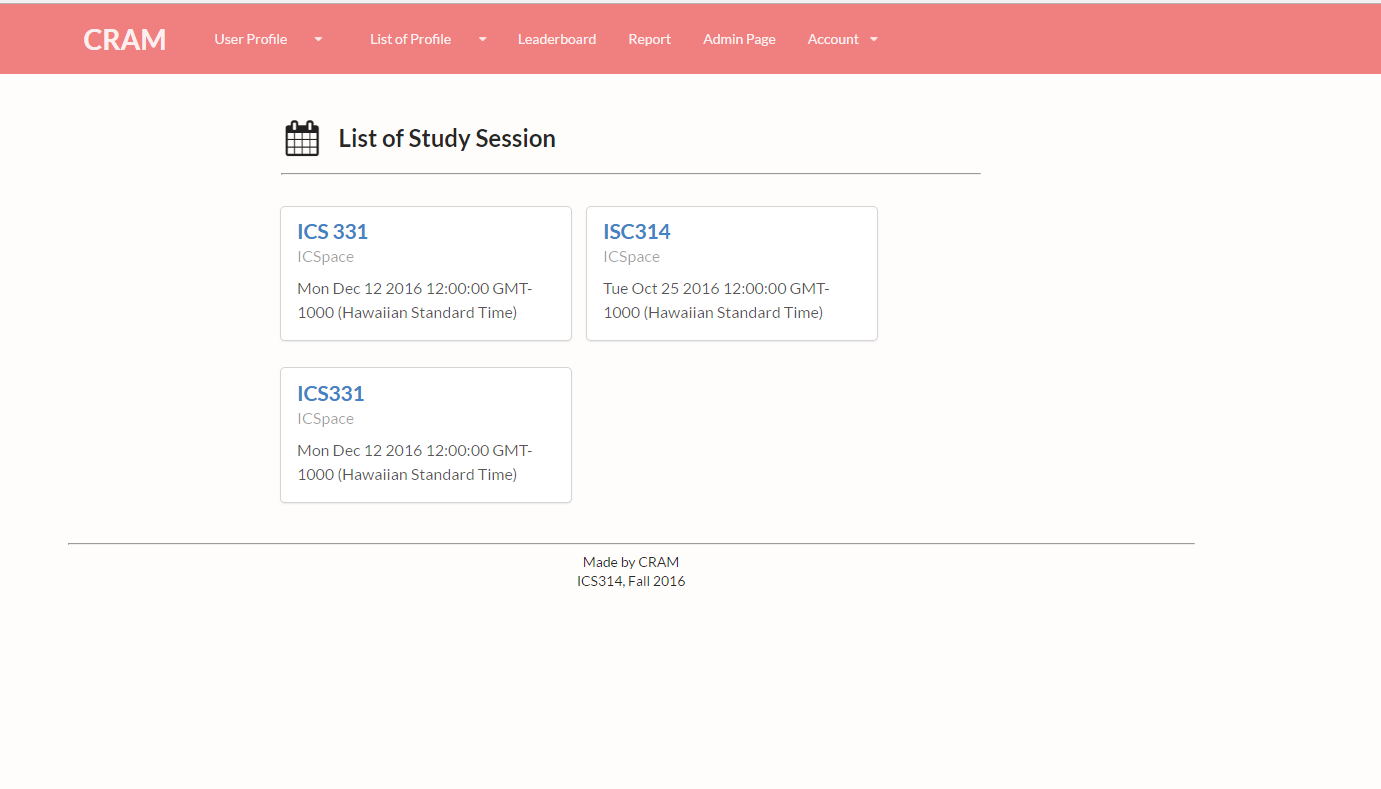 CRAM User Profile List of Profile Leaderboard Report Admin Page Account
List of Study Session
ICS 331
ICSpace
Mon Dec 12 2016 12:00:00 GMT-
1000 (Hawaiian Standard Time)
ISC314
ICSpace
Tue Oct 25 2016 12:00:00 GMT-
1000 (Hawaiian Standard Time)
ICS331
ICSpace
Mon Dec 12 2016 12:00:00 GMT-
1000 (Hawaiian Standard Time)
Made by CRAM
ICS314, Fall 2016